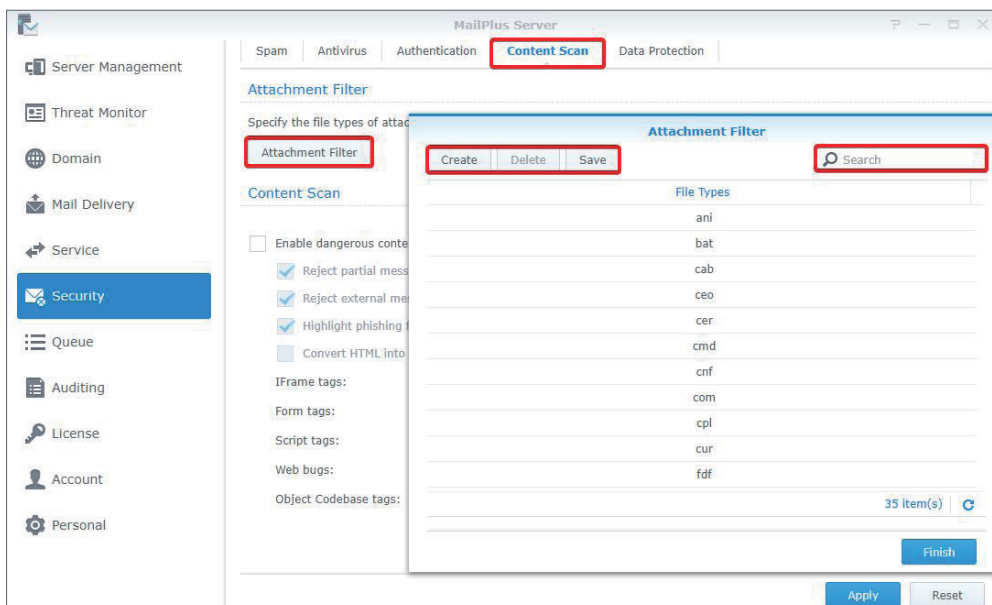 MailPlus Server
Server Management
Threat Monitor
Domain
Mail Delivery
Service
Security
Queue
Auditing
License
Account
Personal
Spam
Antivirus
Authentication
Content Scan
Data Protection
Attachment Filter
Specify the file types of attac
Attachment Filter
Content Scan
Enable dangerous conte
Reject partial mess
Reject external me
Highlight phishing f
Convert HTML into
IFrame tags:
Form tags:
Script tags:
Web bugs:
Object Codebase tags:
Attachment Filter
Create Delete Save
Search
File Types
ani
bat
cab
ceo
cer
cmd
cnf
com
cpl
cur
fdf
35 item(s)
Finish
Apply Reset